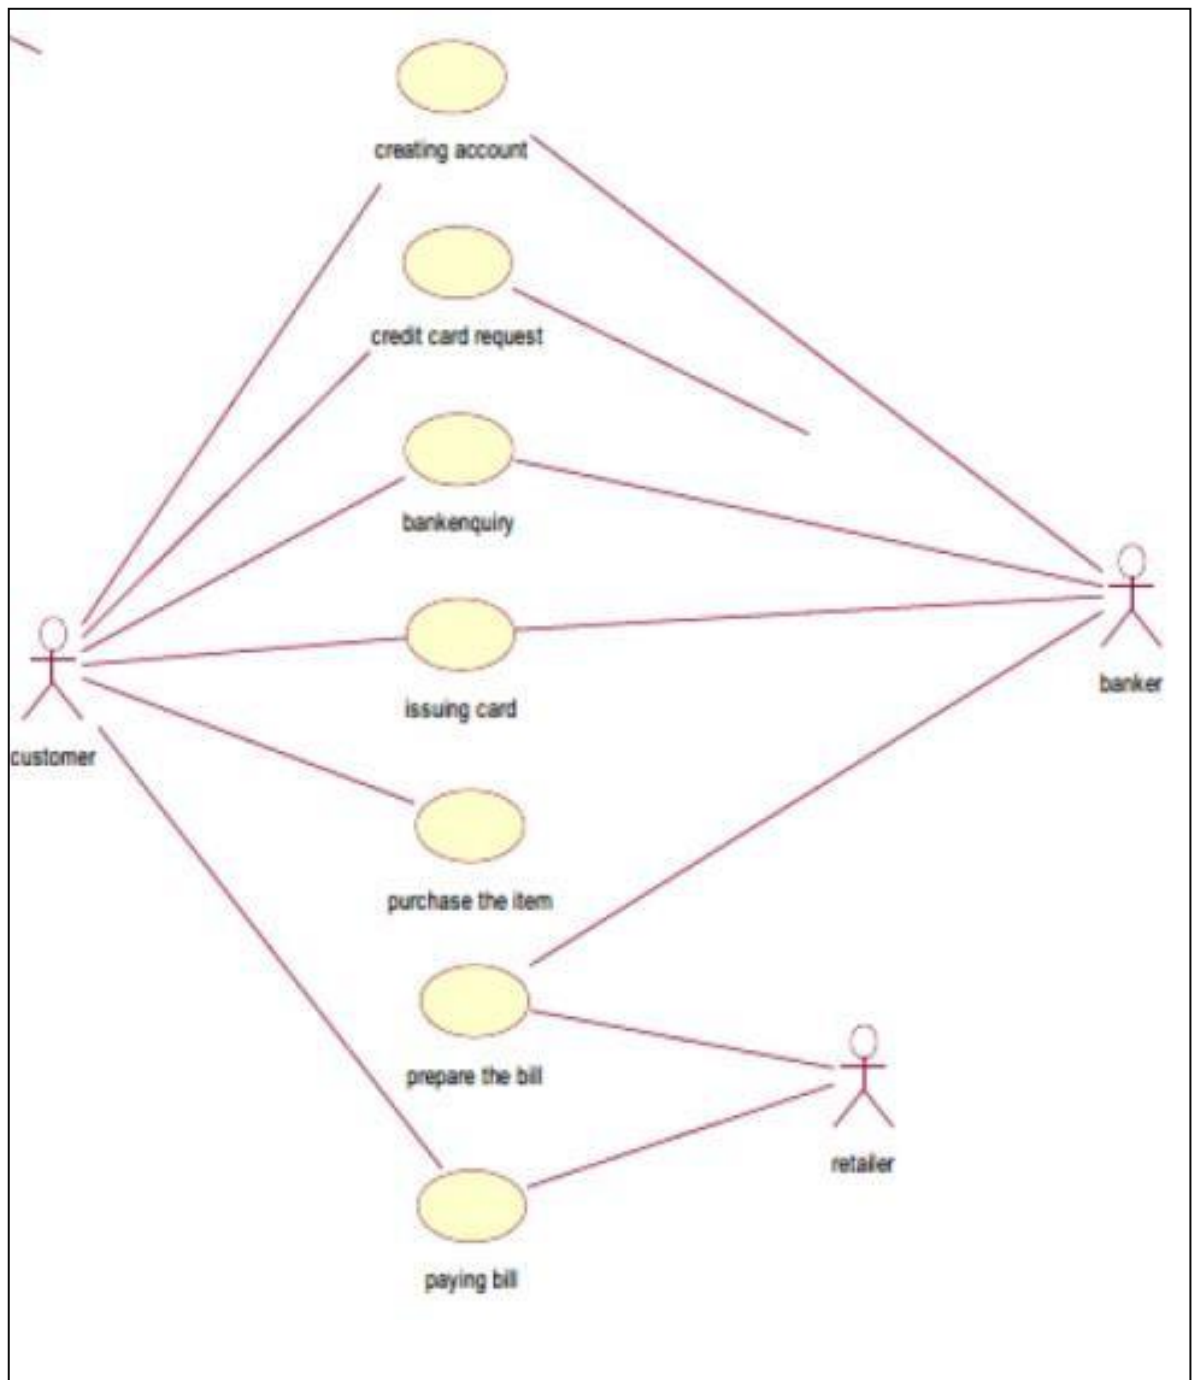 creating account
credit card request
bankenquiry
banker
issuing card
customer
purchase the item
prepare the bill
retailer
paying bill